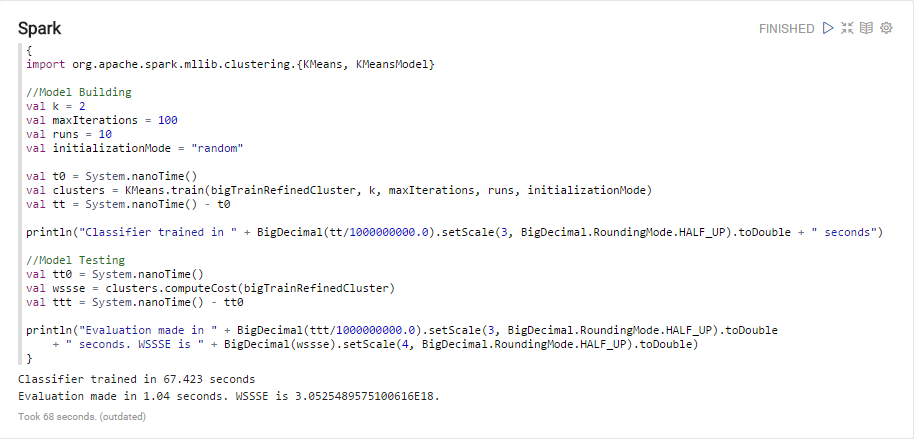 Spark
FINISHED
{
import org.apache.spark.mllib.clustering.{KMeans, KMeansModel}
//Model Building
val k = 2
val maxIterations = 100
val runs = 10
val initializationMode = "random"
val t0 = System.nanoTime()
val clusters = KMeans.train(bigTrainRefinedCluster, k, maxIterations, runs, initializationMode)
val tt = System.nanoTime() - t0
println("Classifier trained in " + BigDecimal(tt/1000000000.0).setScale(3, BigDecimal.RoundingMode.HALF_UP).toDouble + " seconds")
//Model Testing
val tt0 = System.nanoTime()
val wssse = clusters.computeCost(bigTrainRefinedCluster)
val ttt = System.nanoTime() - tt0
println("Evaluation made in " + BigDecimal(ttt/1000000000.0).setScale(3, BigDecimal.RoundingMode.HALF_UP).toDouble
+ " seconds. WSSSE is " + BigDecimal(wssse).setScale(4, BigDecimal.RoundingMode.HALF_UP).toDouble)
}
Classifier trained in 67.423 seconds
Evaluation made in 1.04 seconds. WSSSE is 3.0525489575100616E18.
Took 68 seconds. (outdated)